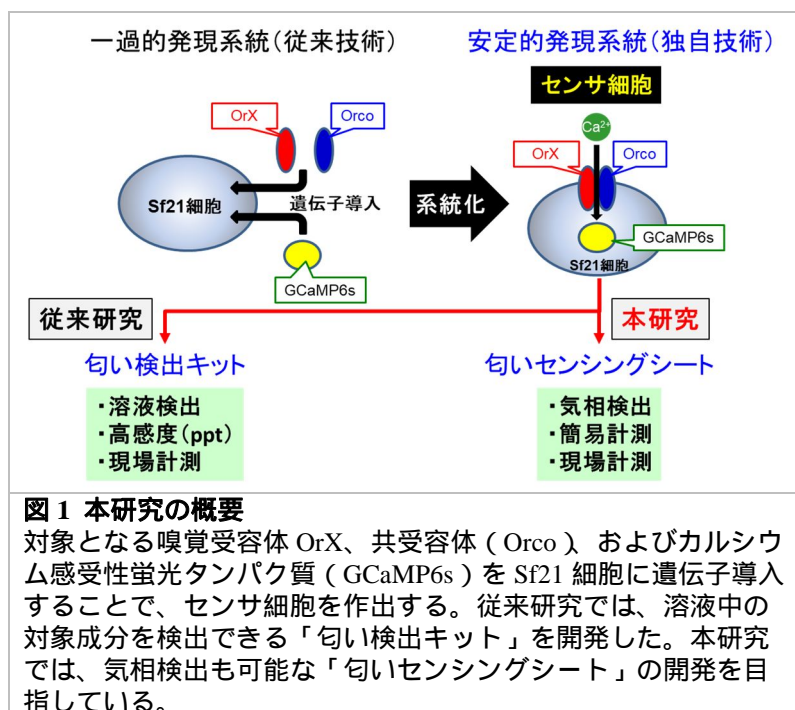 一過的発現系統（従来技術）
安定的発現系統（独自技術）
センサ細胞
Ca2+
OrX
Orco
OrX
Orco
Sf21細胞
遺伝子導入
系統化
GCaMP6s
Sf21細胞
GCaMP6s
従来研究
本研究
匂い検出キット
匂いセンシングシート
・溶液検出
・高感度（ppt）
・現場計測
・気相検出
・簡易計測
・現場計測
図 1 本研究の概要
対象となる嗅覚受容体 OrX、共受容体（Orco）、およびカルシウ
ム感受性蛍光タンパク質（GCaMP6s）を Sf21 細胞に遺伝子導入
することで、センサ細胞を作出する。従来研究では、溶液中の
対象成分を検出できる「匂い検出キット」を開発した。本研究
では、気相検出も可能な「匂いセンシングシート」の開発を目
指している。